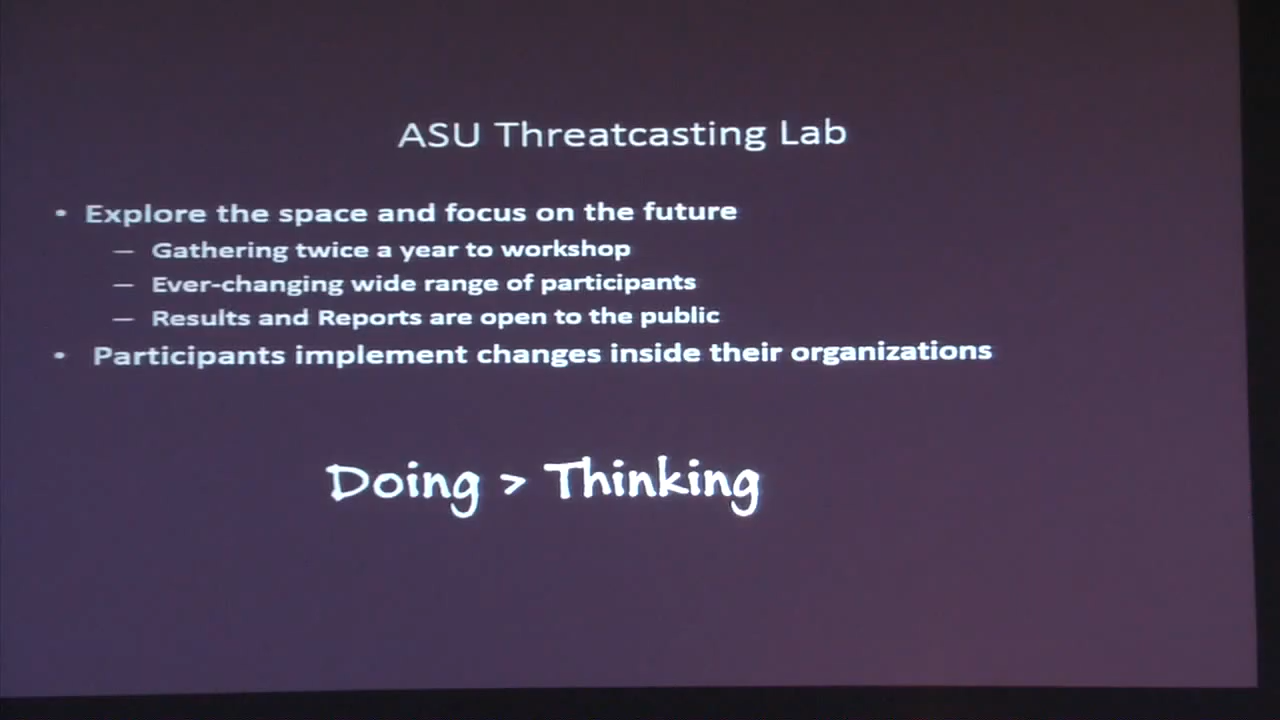 ASU Threatcasting Lab
• Explore the space and focus on the future
– Gathering twice a year to workshop
– Ever-changing wide range of participants
– Results and Reports are open to the public
• Participants implement changes inside their organizations
Doing > Thinking